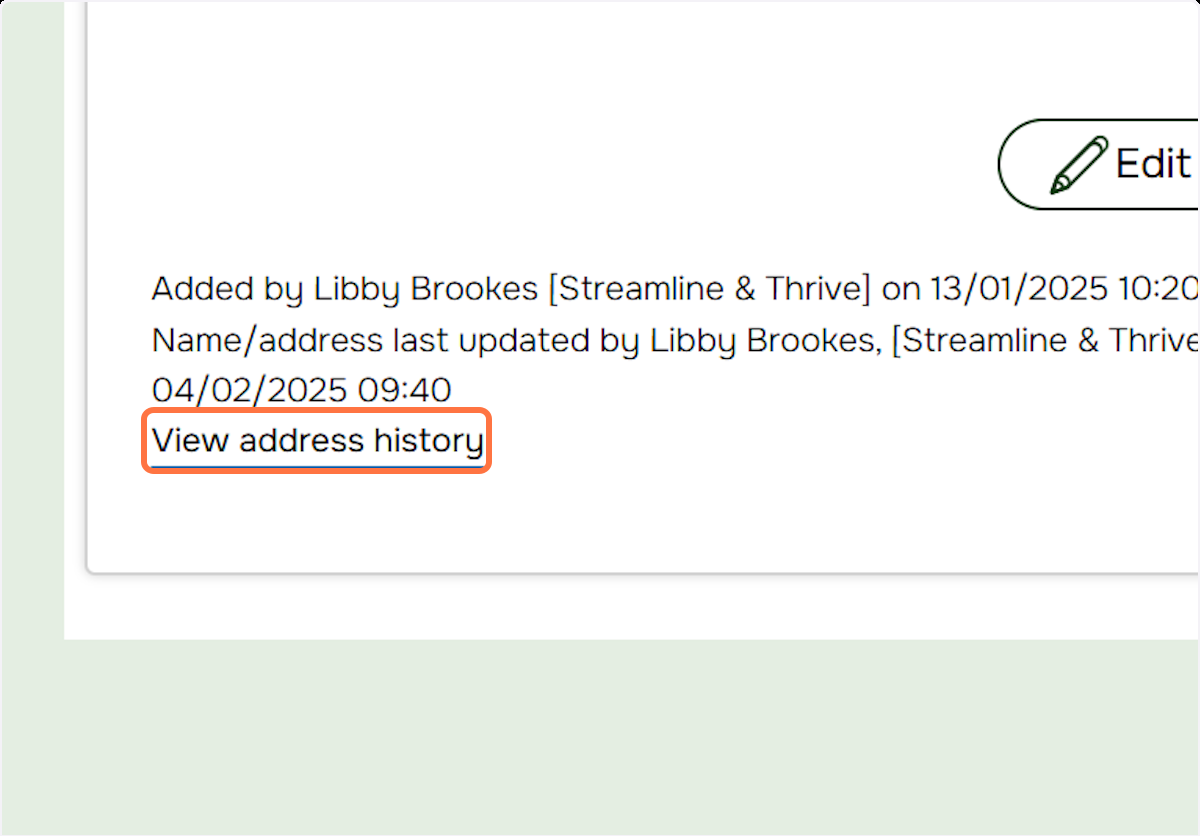 Edit
Added by Libby Brookes [Streamline & Thrive] on 13/01/2025 10:20
Name/address last updated by Libby Brookes, [Streamline & Thrive
04/02/2025 09:40
View address history